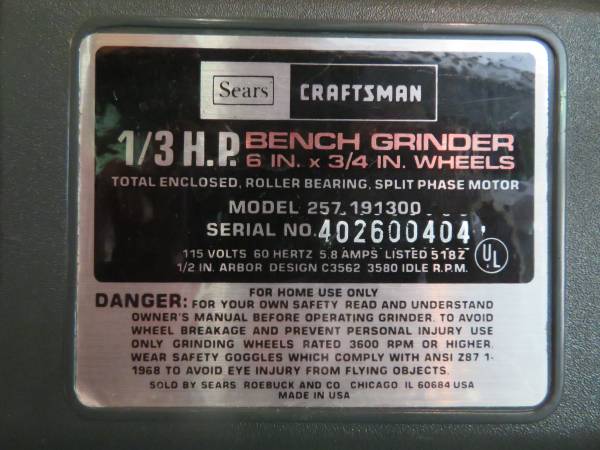 Sears CRAFTSMAN
1/3 H.P. BENCH GRINDER
6 IN. x 3/4 IN. WHEELS
TOTAL ENCLOSED, ROLLER BEARING, SPLIT PHASE MOTOR
MODEL 257.191300
SERIAL NO. 402600404
115 VOLTS 60 HERTZ 5.8 AMPS LISTED 518Z
1/2 IN. ARBOR DESIGN C3562 3580 IDLE R.P.M.
UL
FOR HOME USE ONLY
DANGER: FOR YOUR OWN SAFETY READ AND UNDERSTAND
OWNER'S MANUAL BEFORE OPERATING GRINDER. TO AVOID
WHEEL BREAKAGE AND PREVENT PERSONAL INJURY USE
ONLY GRINDING WHEELS RATED 3600 RPM OR HIGHER.
WEAR SAFETY GOGGLES WHICH COMPLY WITH ANSI Z87 1-
1968 TO AVOID EYE INJURY FROM FLYING OBJECTS.
SOLD BY SEARS ROEBUCK AND CO CHICAGO IL 60684 USA
MADE IN USA